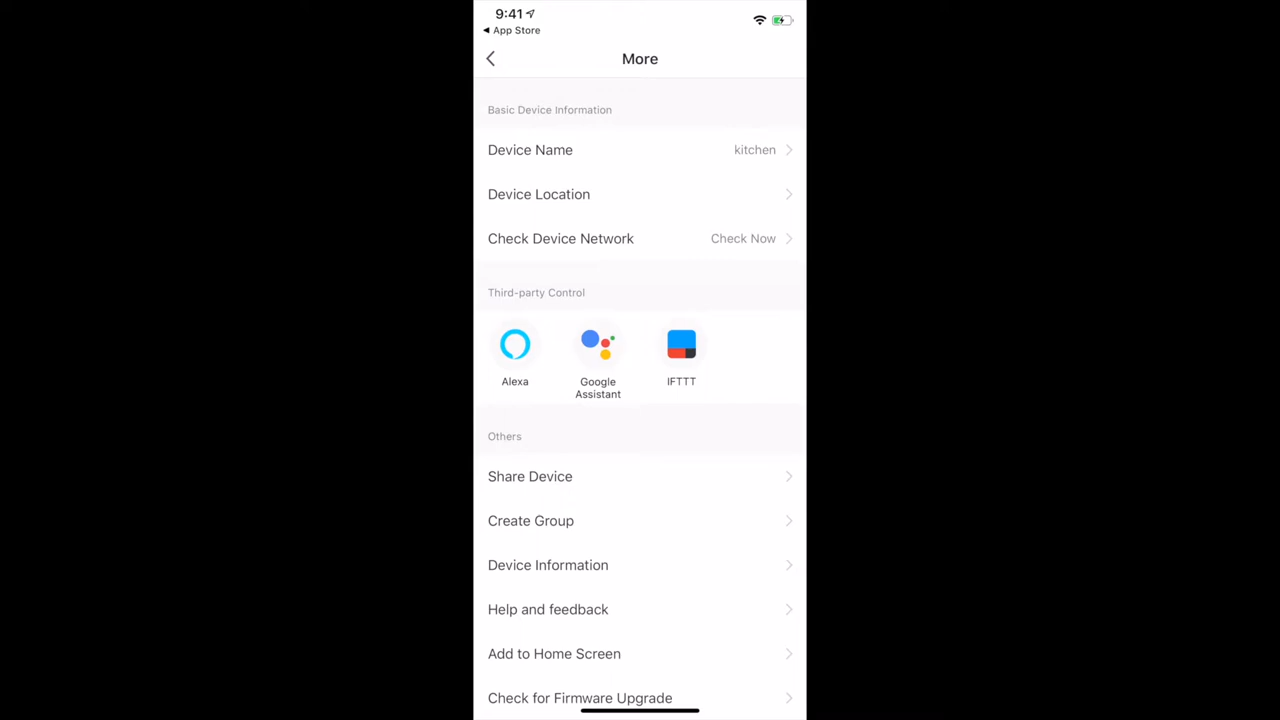 9:41
App Store
More
Basic Device Information
Device Name kitchen
Device Location
Check Device Network Check Now
Third-party Control
Alexa
Google
Assistant
IFTTT
Others
Share Device
Create Group
Device Information
Help and feedback
Add to Home Screen
Check for Firmware Upgrade